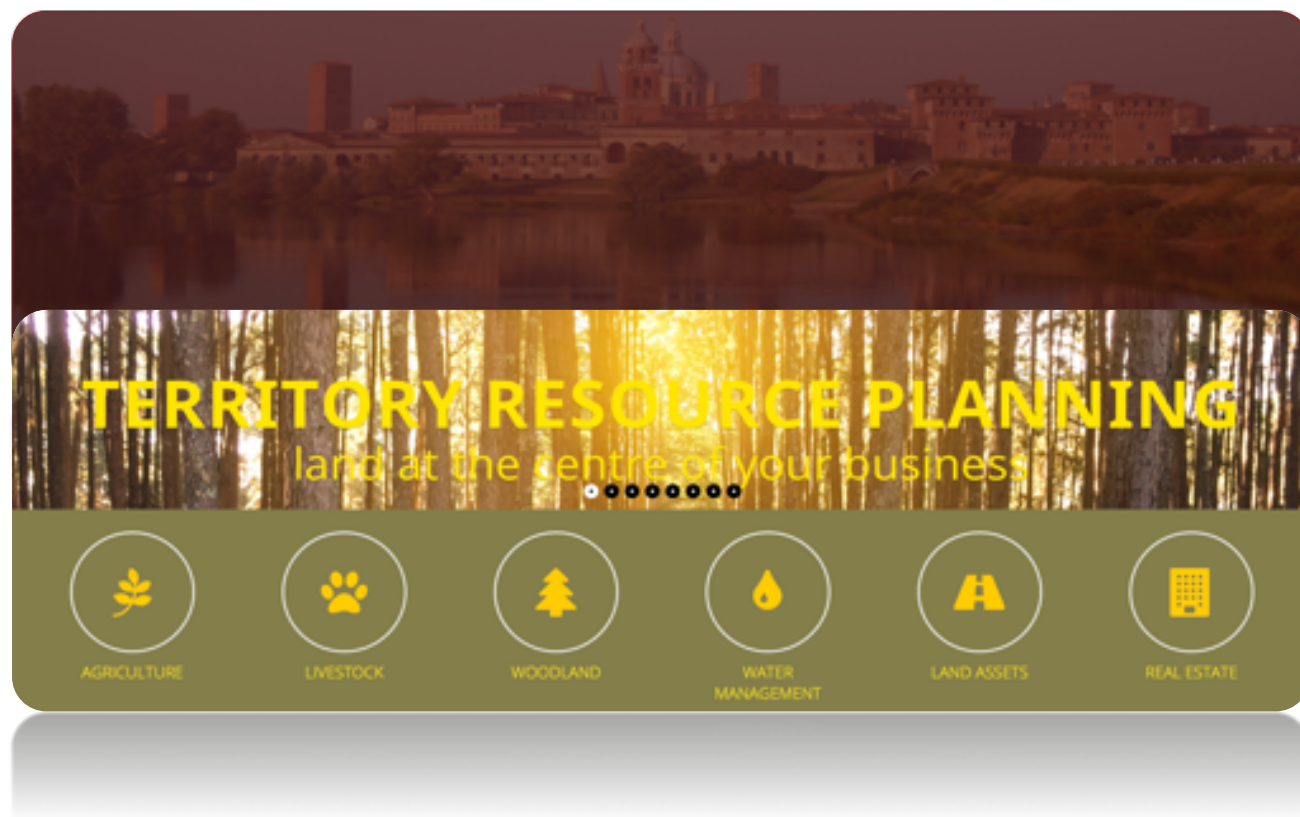 TERRITORY RESOURCE PLANNING
land at the centre of your business
AGRICULTURE
LIVESTOCK
WOODLAND
WATER
MANAGEMENT
LAND ASSETS
REAL ESTATE